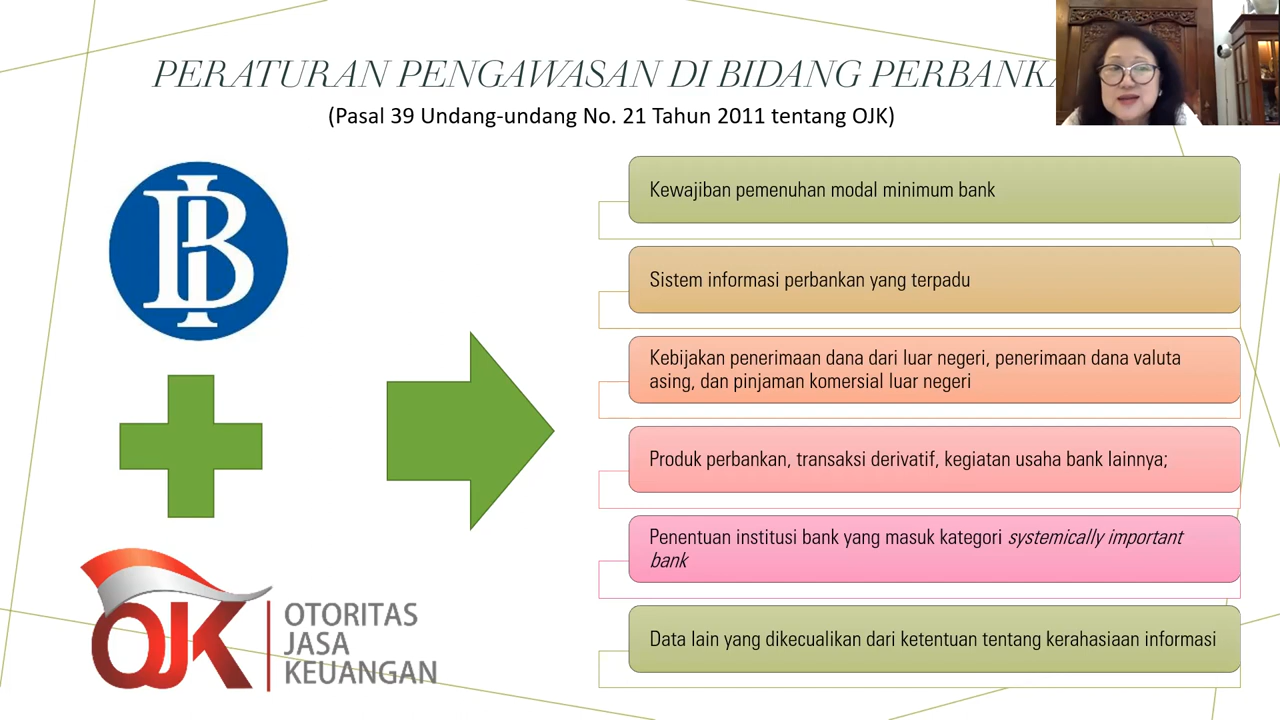 PERATURAN PENGAWASAN DI BIDANG PERBANKA
(Pasal 39 Undang-undang No. 21 Tahun 2011 tentang OJK)
BI
OJK
OTORITAS
JASA
KEUANGAN
Kewajiban pemenuhan modal minimum bank
Sistem informasi perbankan yang terpadu
Kebijakan penerimaan dana dari luar negeri, penerimaan dana valuta
asing, dan pinjaman komersial luar negeri
Produk perbankan, transaksi derivatif, kegiatan usaha bank lainnya;
Penentuan institusi bank yang masuk kategori systemically important
bank
Data lain yang dikecualikan dari ketentuan tentang kerahasiaan informasi